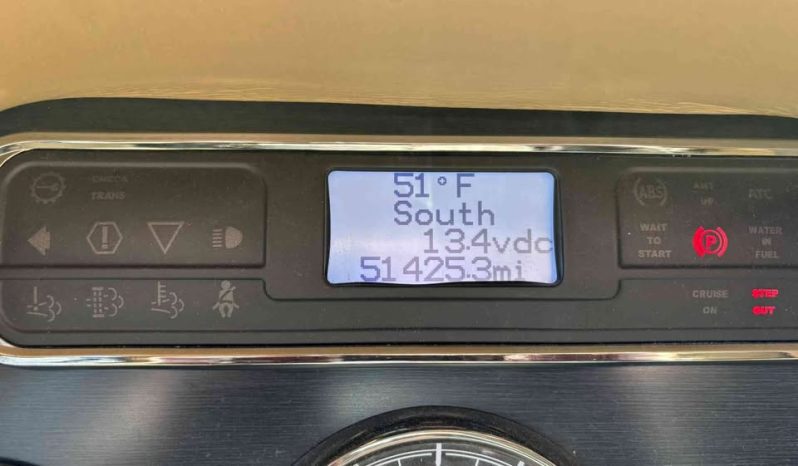 CHECK
TRANS
51°F
South
13.4vdc
51425.3mi
ABS
ATC
WAIT
TO
START
P
WATER
IN
FUEL
CRUISE
ON
STEP
OUT